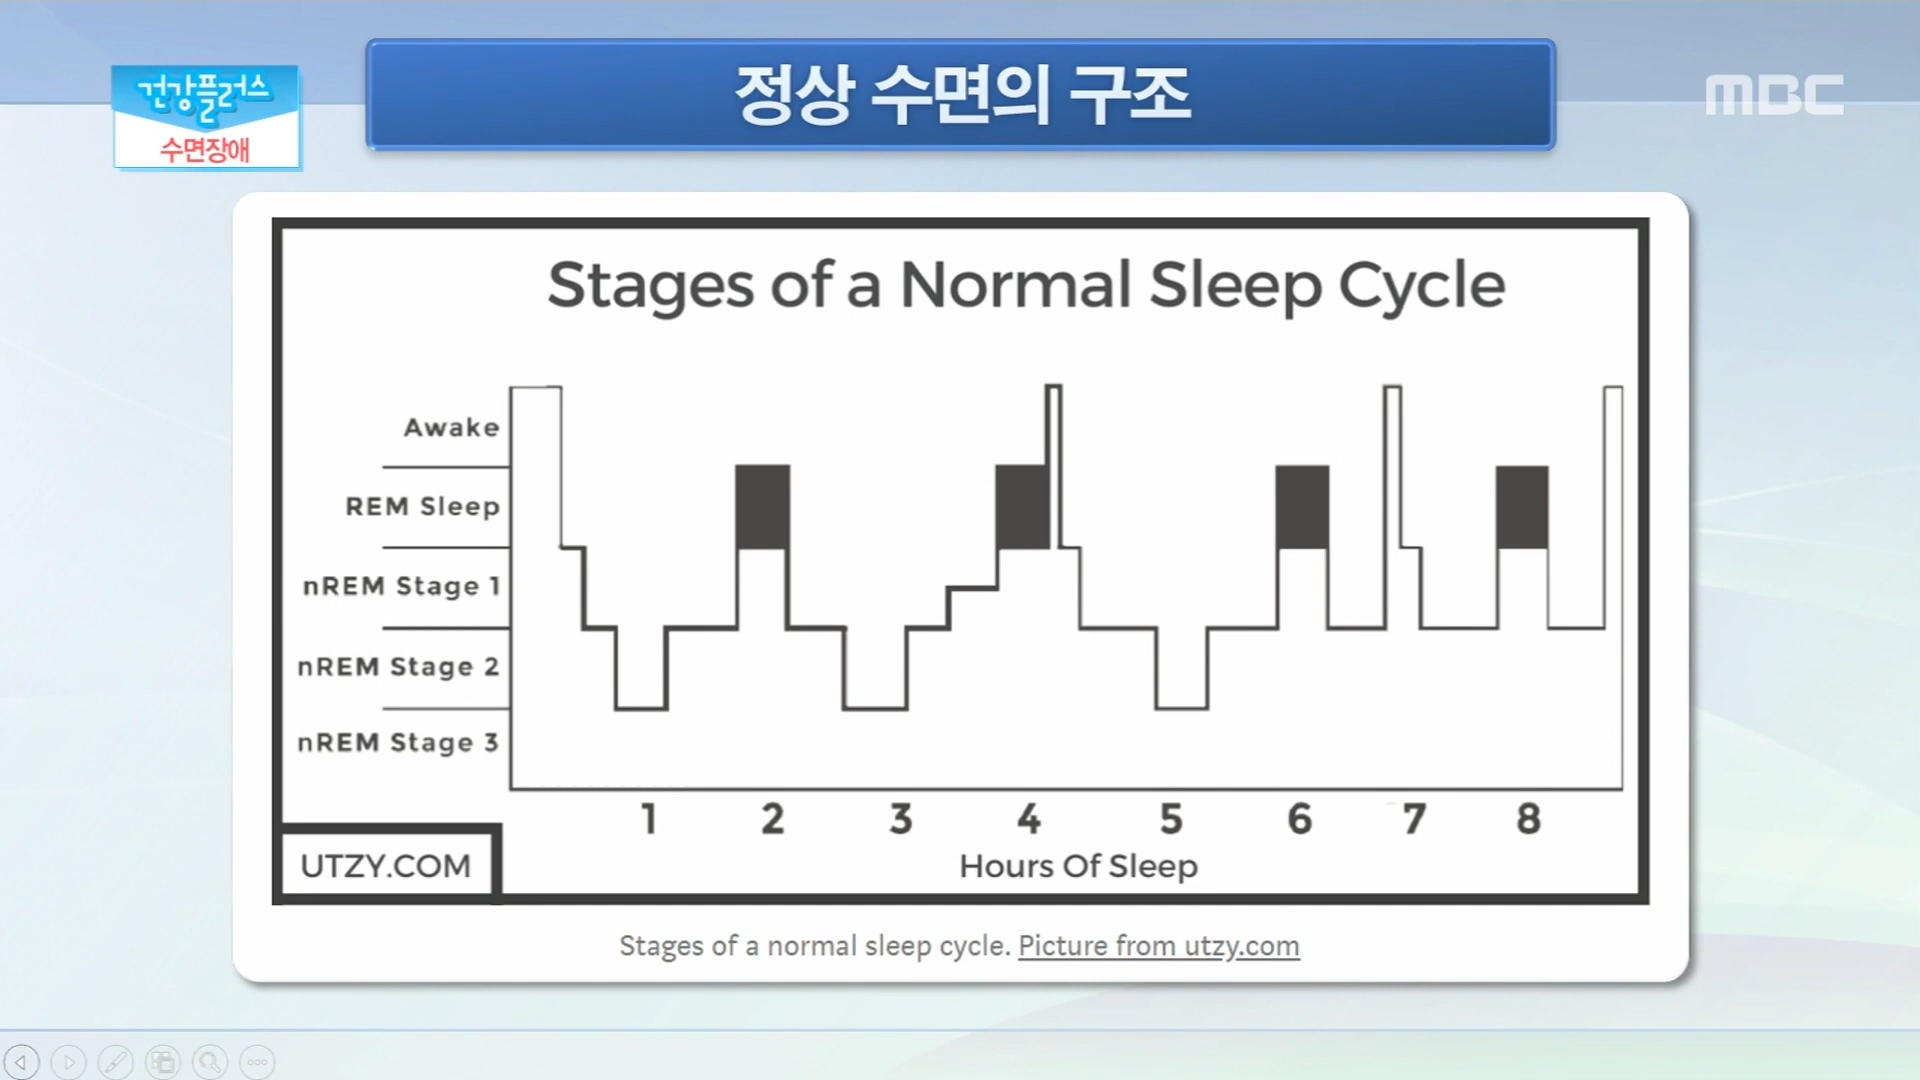 정상 수면의 구조
건강플러스
수면장애
MBC
Stages of a Normal Sleep Cycle
Awake
REM Sleep
nREM Stage 1
nREM Stage 2
nREM Stage 3
1 2 3 4 5 6 7 8
Hours Of Sleep
UTZY.COM
Stages of a normal sleep cycle. Picture from utzy.com